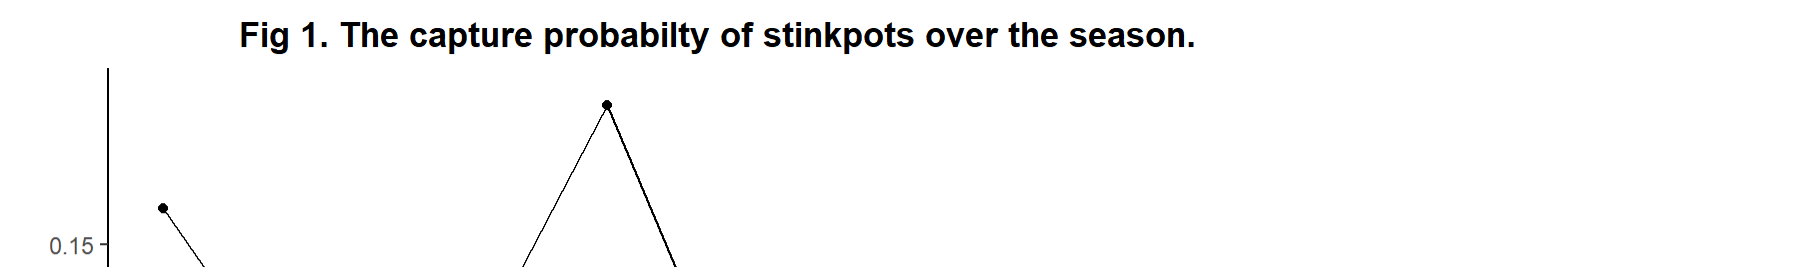 Fig 1. The capture probabilty of stinkpots over the season.
0.15